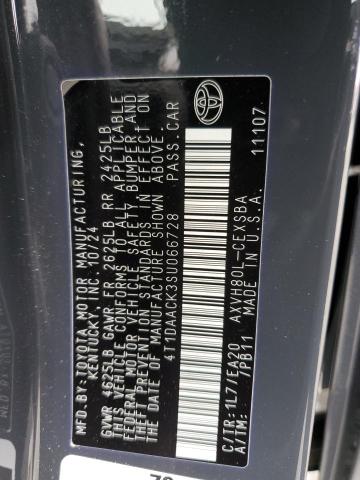 MFD.BY:TOYOTA MOTOR MANUFACTURING,
KENTUCKY, INC. 10/24
GVWR 4625LB GAWR FR 2625LB RR 2425LB
THIS VEHICLE CONFORMS TO ALL APPLICABLE
FEDERAL MOTOR VEHICLE SAFETY, BUMPER AND
THEFT PREVENTION STANDARDS IN EFFECT ON
THE DATE OF MANUFACTURE SHOWN ABOVE.
4T1DAACK3SU066728 PASS.CAR
C/TR:1L7/EA20 AXVH80L-CEXSBA
A/TM: /PB11 MADE IN U.S.A. 11107